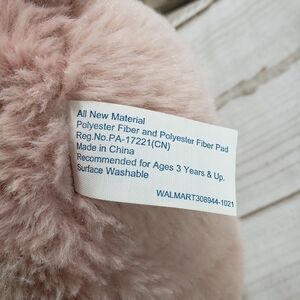 All New Material
Polyester Fiber and Polyester Fiber Pad
Reg.No.PA-17221(CN)
Made in China
Recommended for Ages 3 Years & Up.
Surface Washable
WALMART308944-1021